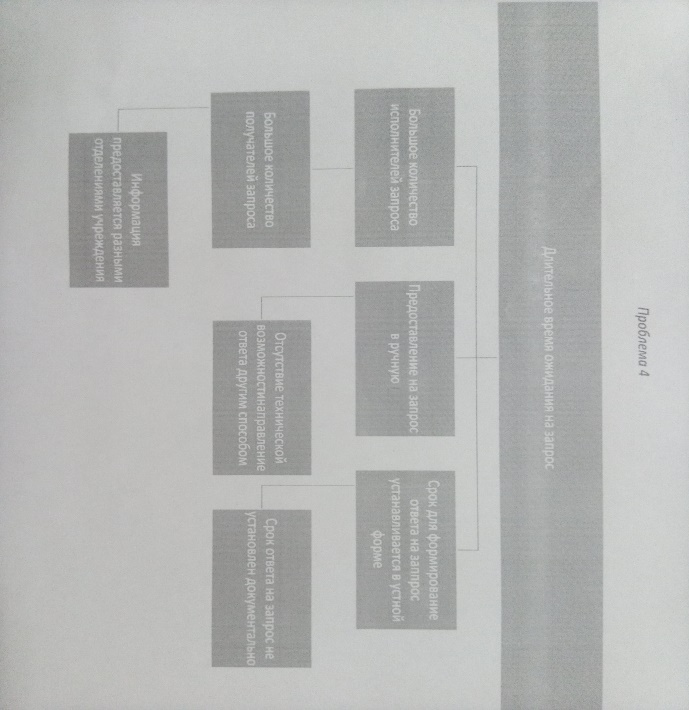 Проблема 4
Длительное время ожидания на запрос
Большое количество
исполнителей запроса
Большое количество
получателей запроса
Информация
предоставляется разными
отделениями учреждения
Предоставление на запрос
в ручную
Отсутствие технической
возможностинаправление
ответа другим способом
Срок для формирование
ответа на заппрос
устанавливается в устной
форме
Срок ответа на запрос не
установлен документально